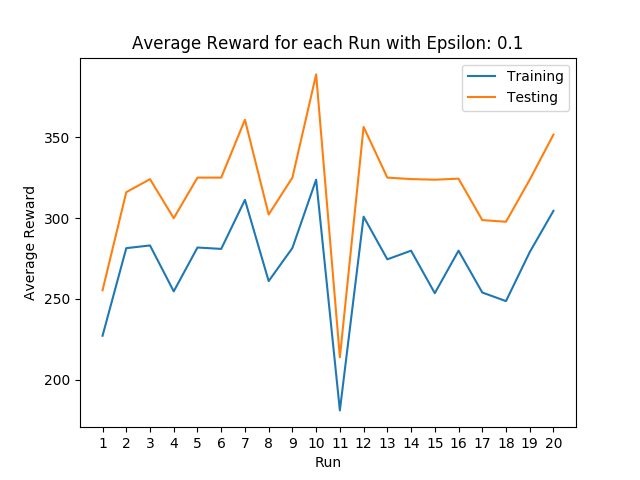 Average Reward for each Run with Epsilon: 0.1
Training
Testing
350
300
250
200
Average Reward
1 2 3 4 5 6 7 8 9 10 11 12 13 14 15 16 17 18 19 20
Run